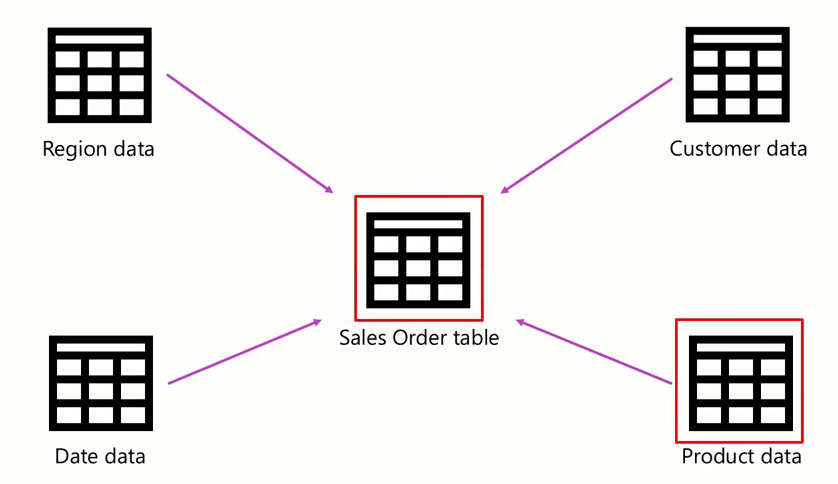 Region data
Customer data
Sales Order table
Date data
Product data